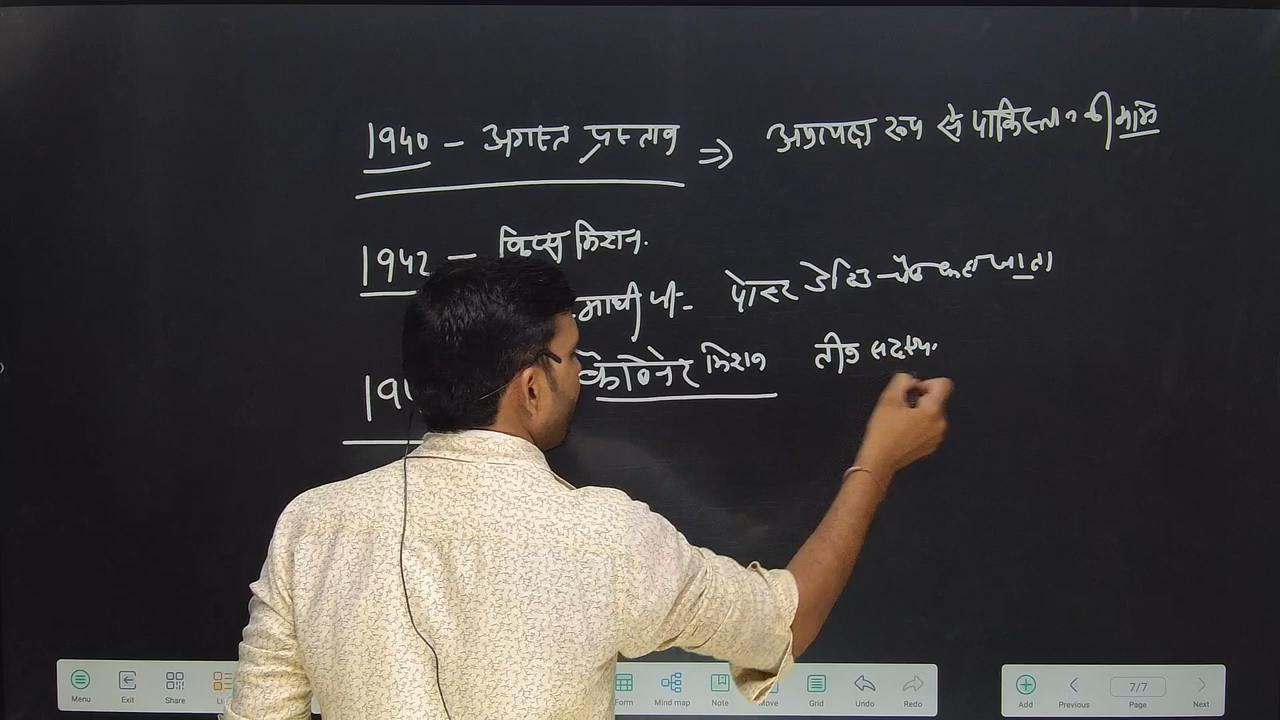 1940 - अगस्त प्रस्ताव ⇒ अप्रत्यक्ष रूप से पाकिस्तान की मांग
1942 — क्रिप्स मिशन.
पोस्ट डेटेड चैक कहा जाता
केबिनेट मिशन तीन सदस्य.
Menu Exit Share Form Mind map Note Move Grid Undo Redo Add Previous 7/7 Page Next